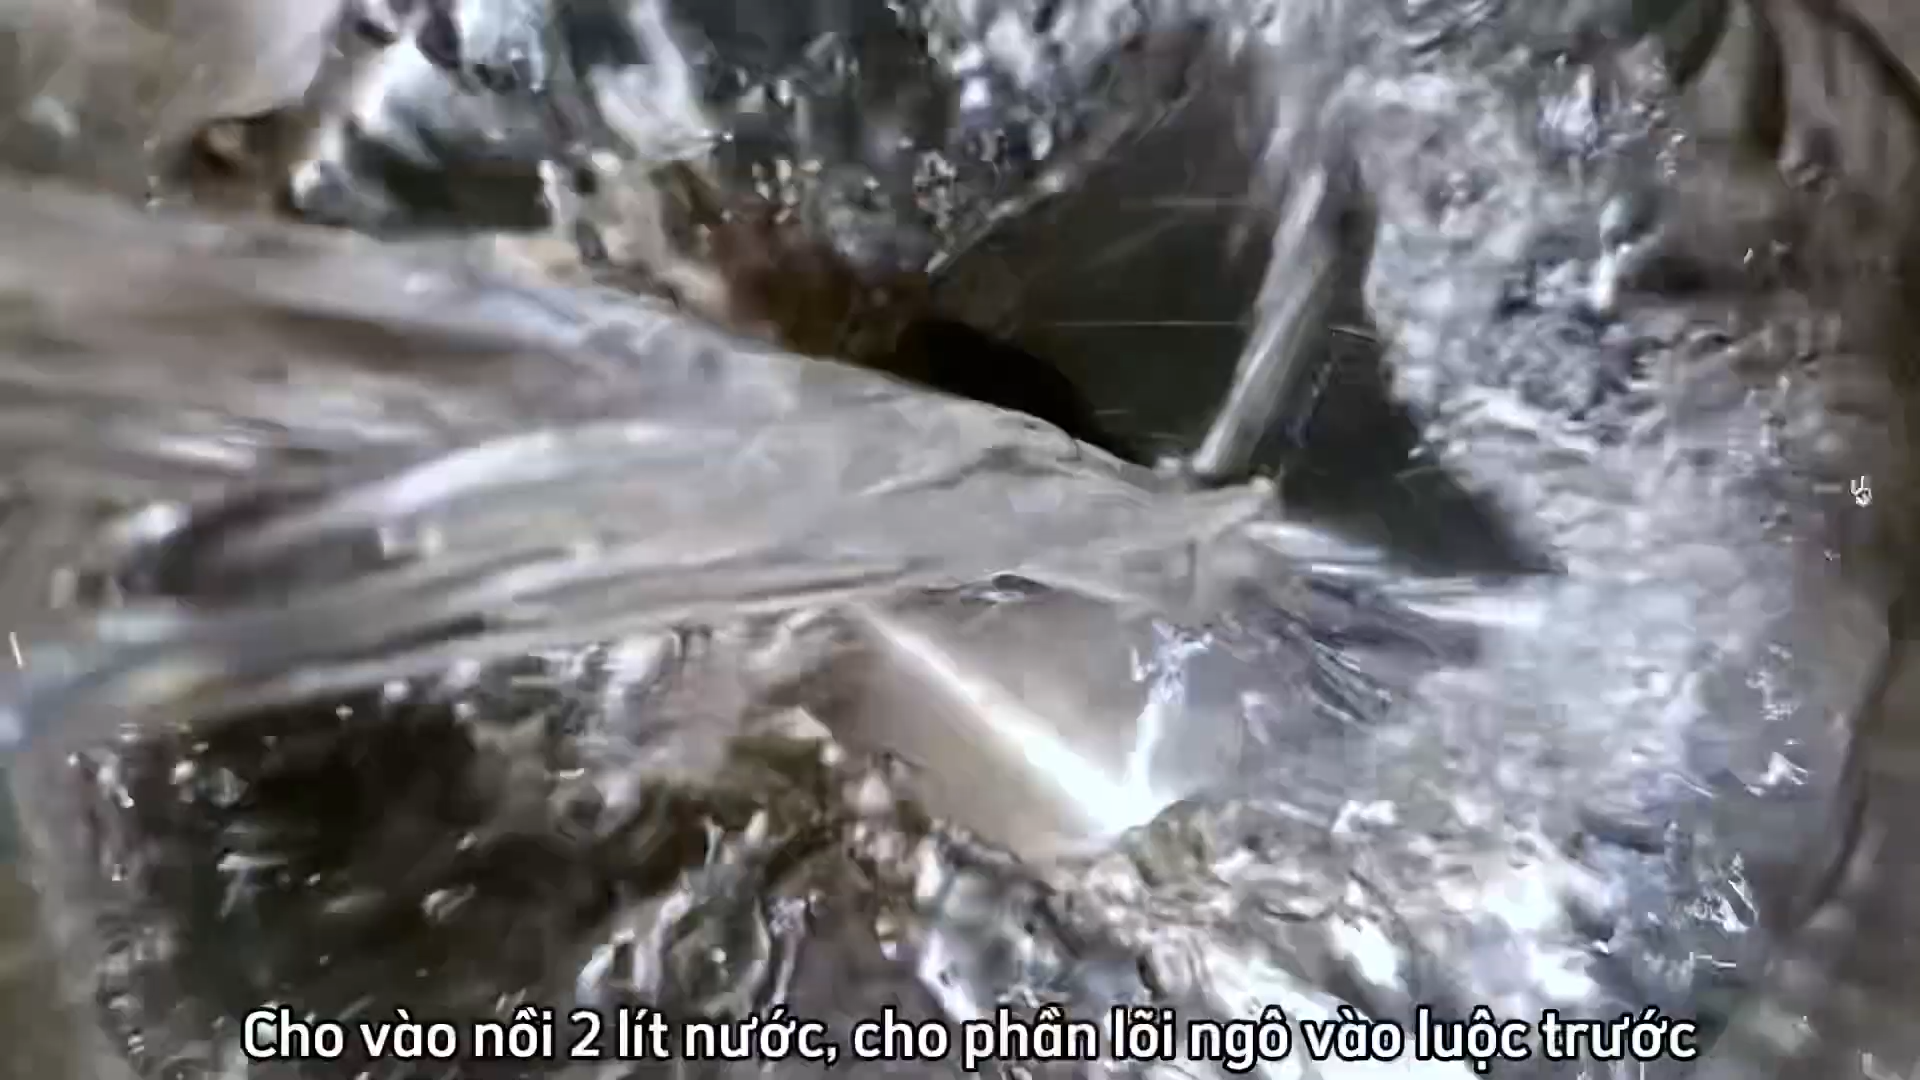 Cho vào nồi 2 lít nước, cho phần lõi ngô vào luộc trước